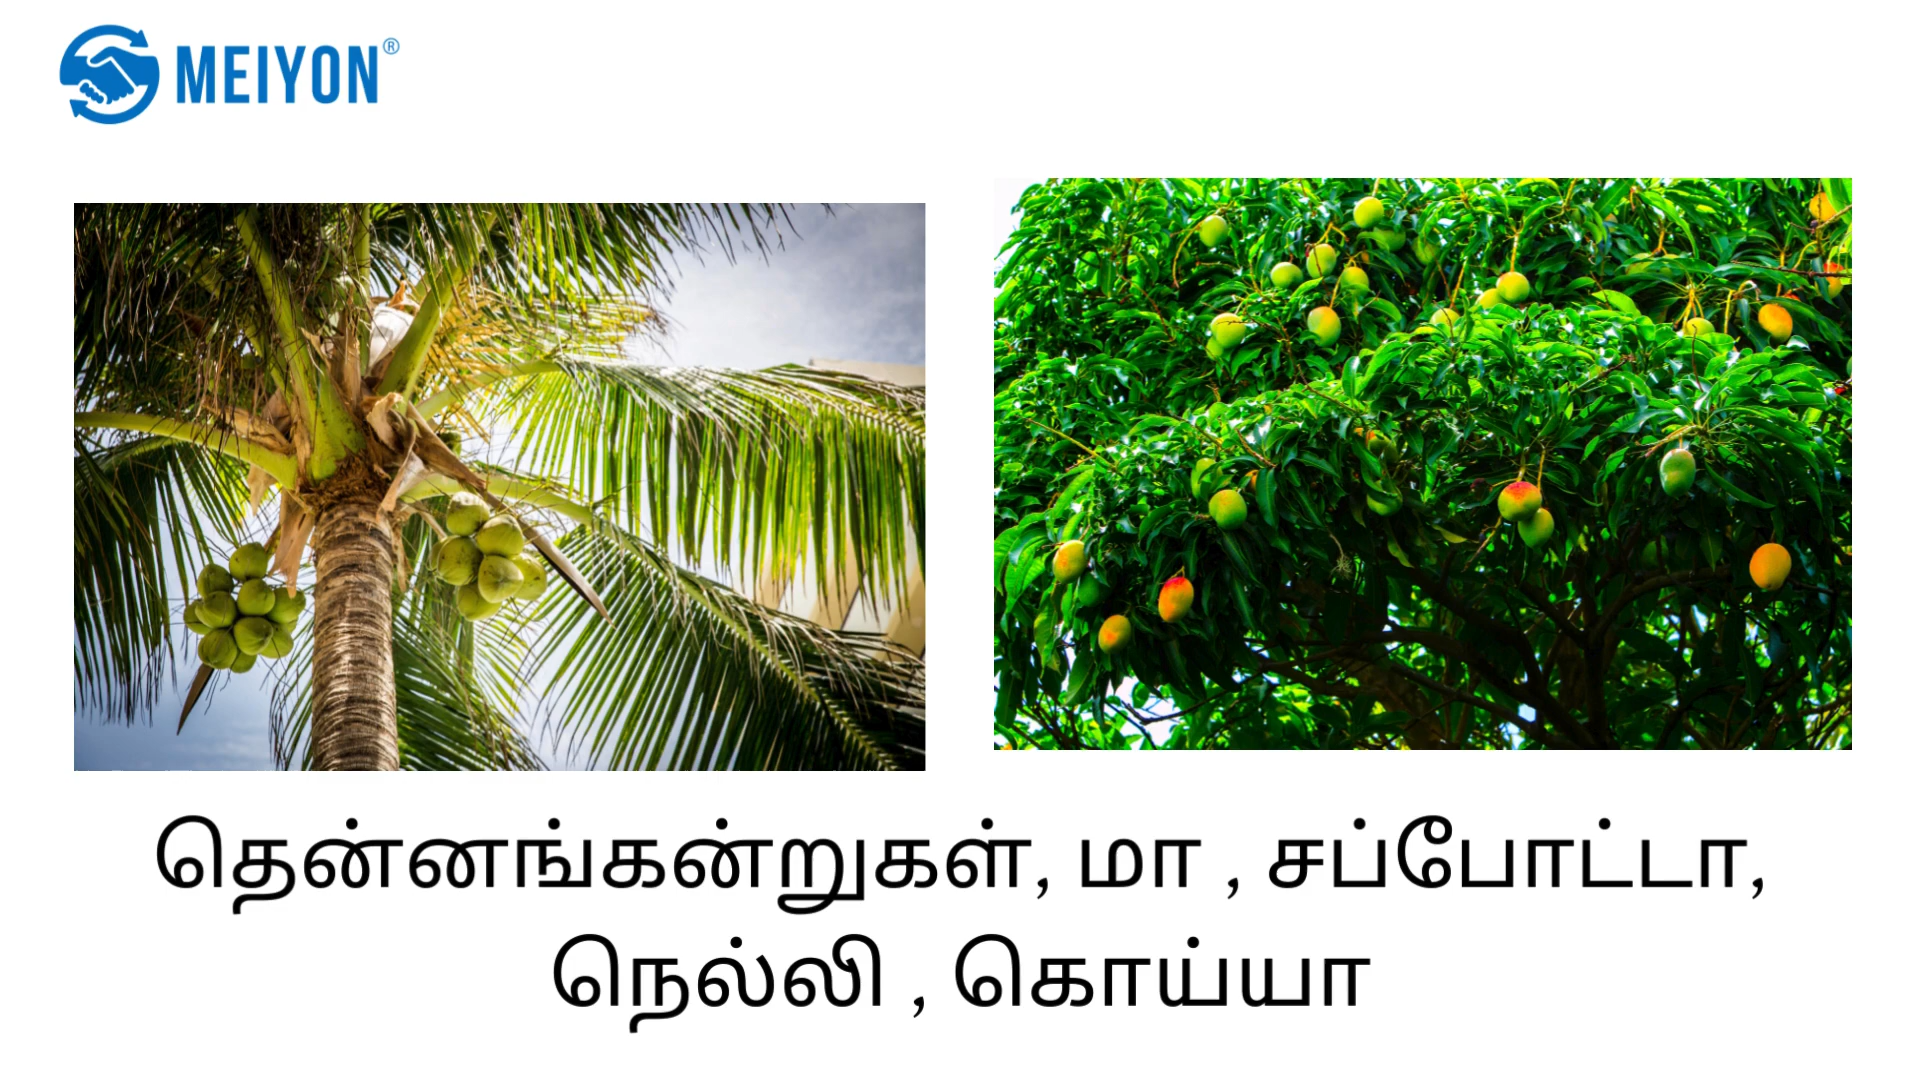 MEIYON®
தென்னங்கன்றுகள், மா , சப்போட்டா,
நெல்லி , கொய்யா